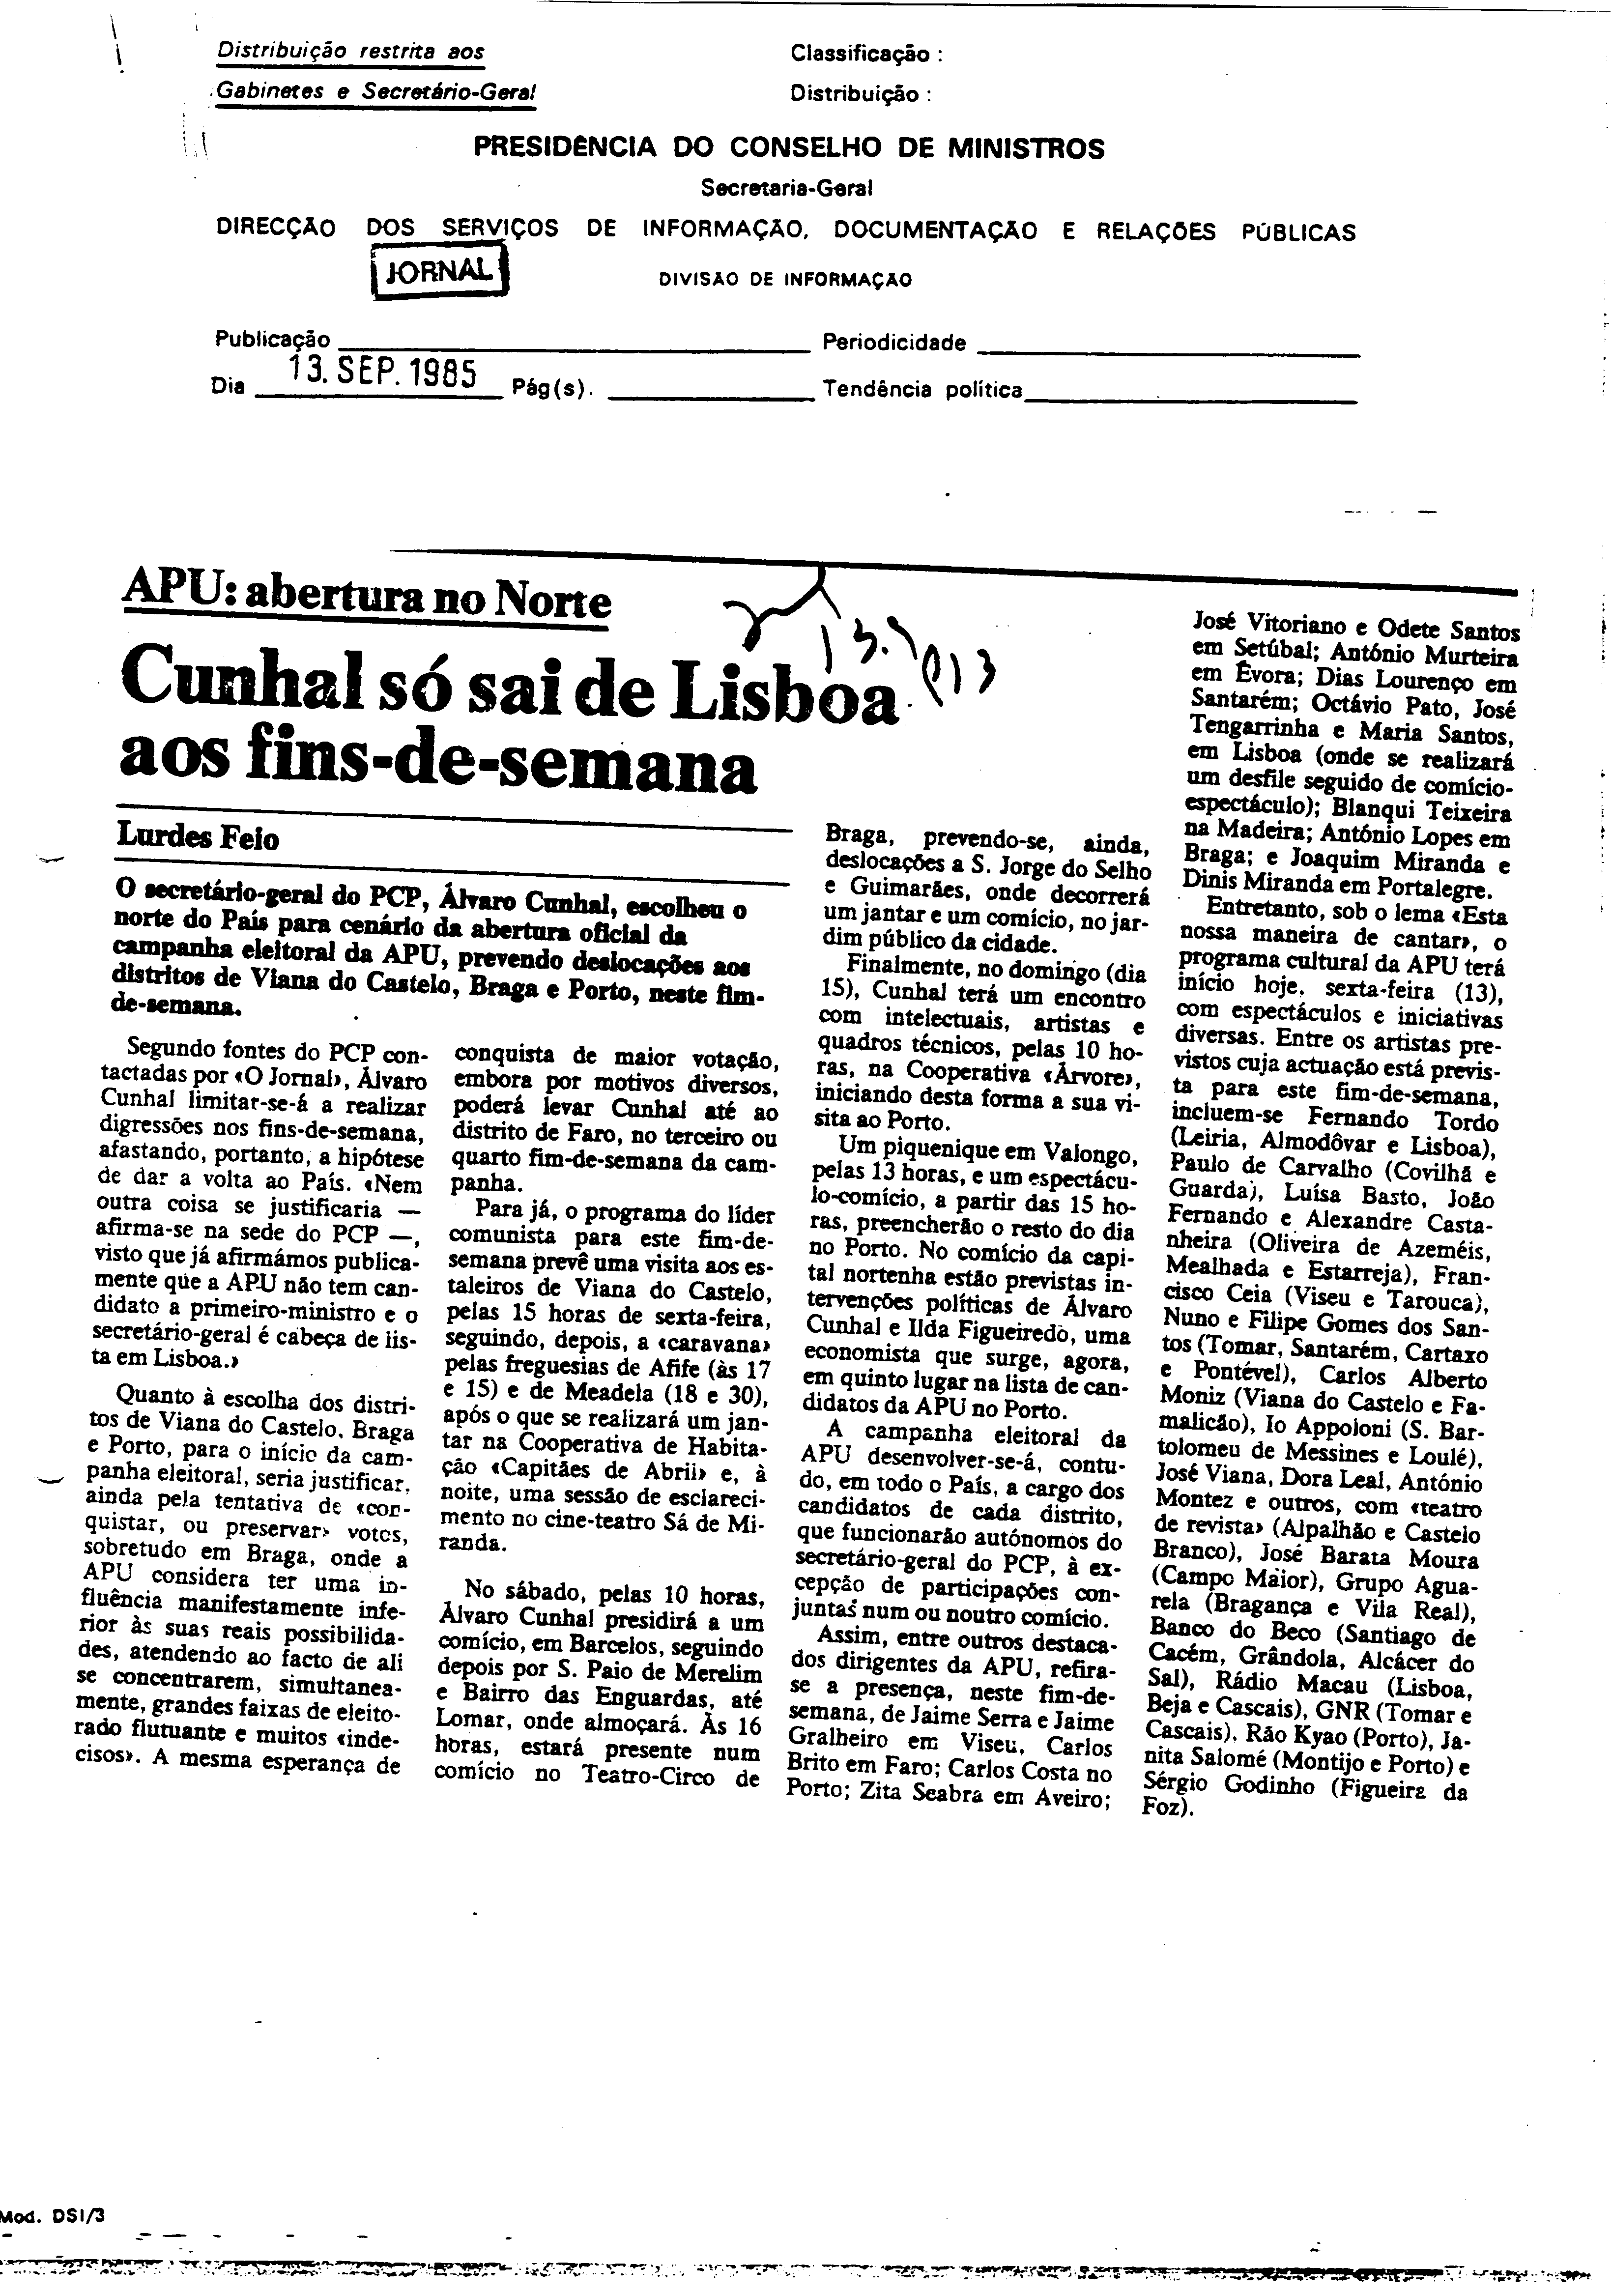 Distribuição restrita aos
Gabinetes e Secretário-Geral
Classificação :
Distribuição :
PRESIDÊNCIA DO CONSELHO DE MINISTROS
Secretaria-Geral
DIRECÇÃO DOS SERVIÇOS DE INFORMAÇÃO, DOCUMENTAÇÃO E RELAÇÕES PÚBLICAS
JORNAL
DIVISÃO DE INFORMAÇÃO
Publicação
Periodicidade
Dia 13. SEP. 1985 Pág(s).
Tendência política
APU: abertura no Norte
Cunhal só sai de Lisboa
aos fins-de-semana
Lurdes Feio
O secretário-geral do PCP, Álvaro Cunhal, escolheu o
norte do País para cenário da abertura oficial da
campanha eleitoral da APU, prevendo deslocações aos
distritos de Viana do Castelo, Braga e Porto, neste fim-
de-semana.
Segundo fontes do PCP con-
tactadas por «O Jornal», Álvaro
Cunhal limitar-se-á a realizar
digressões nos fins-de-semana,
afastando, portanto, a hipótese
de dar a volta ao País. «Nem
outra coisa se justificaria —
afirma-se na sede do PCP —,
visto que já afirmámos publica-
mente que a APU não tem can-
didato a primeiro-ministro e o
secretário-geral é cabeça de lis-
ta em Lisboa.»
Quanto à escolha dos distri-
tos de Viana do Castelo, Braga
e Porto, para o início da cam-
panha eleitoral, seria justificar,
ainda pela tentativa de «con-
quistar, ou preservar» votos,
sobretudo em Braga, onde a
APU considera ter uma in-
fluência manifestamente infe-
rior às suas reais possibilida-
des, atendendo ao facto de ali
se concentrarem, simultanea-
mente, grandes faixas de eleito-
rado flutuante e muitos «inde-
cisos». A mesma esperança de
conquista de maior votação,
embora por motivos diversos,
poderá levar Cunhal até ao
distrito de Faro, no terceiro ou
quarto fim-de-semana da cam-
panha.
Para já, o programa do líder
comunista para este fim-de-
semana prevê uma visita aos es-
taleiros de Viana do Castelo,
pelas 15 horas de sexta-feira,
seguindo, depois, a «caravana»
pelas freguesias de Afife (às 17
e 15) e de Meadela (18 e 30),
após o que se realizará um jan-
tar na Cooperativa de Habita-
ção «Capitães de Abril» e, à
noite, uma sessão de esclareci-
mento no cine-teatro Sá de Mi-
randa.
No sábado, pelas 10 horas,
Álvaro Cunhal presidirá a um
comício, em Barcelos, seguindo
depois por S. Paio de Merelim
e Bairro das Enguardas, até
Lomar, onde almoçará. Às 16
horas, estará presente num
comício no Teatro-Circo de
Braga, prevendo-se, ainda,
deslocações a S. Jorge do Selho
e Guimarães, onde decorrerá
um jantar e um comício, no jar-
dim público da cidade.
Finalmente, no domingo (dia
15), Cunhal terá um encontro
com intelectuais, artistas e
quadros técnicos, pelas 10 ho-
ras, na Cooperativa «Árvore»,
iniciando desta forma a sua vi-
sita ao Porto.
Um piquenique em Valongo,
pelas 13 horas, e um espectácu-
lo-comício, a partir das 15 ho-
ras, preencherão o resto do dia
no Porto. No comício da capi-
tal nortenha estão previstas in-
tervenções políticas de Álvaro
Cunhal e Ilda Figueiredo, uma
economista que surge, agora,
em quinto lugar na lista de can-
didatos da APU no Porto.
A campanha eleitoral da
APU desenvolver-se-á, contu-
do, em todo o País, a cargo dos
candidatos de cada distrito,
que funcionarão autónomos do
secretário-geral do PCP, à ex-
cepção de participações con-
juntas num ou noutro comício.
Assim, entre outros destaca-
dos dirigentes da APU, refira-
se a presença, neste fim-de-
semana, de Jaime Serra e Jaime
Gralheiro em Viseu, Carlos
Brito em Faro; Carlos Costa no
Porto; Zita Seabra em Aveiro;
José Vitoriano e Odete Santos
em Setúbal; António Murteira
em Évora; Dias Lourenço em
Santarém; Octávio Pato, José
Tengarrinha e Maria Santos,
em Lisboa (onde se realizará
um desfile seguido de comício-
espectáculo); Blanqui Teixeira
na Madeira; António Lopes em
Braga; e Joaquim Miranda e
Dinis Miranda em Portalegre.
Entretanto, sob o lema «Esta
nossa maneira de cantar», o
programa cultural da APU terá
início hoje, sexta-feira (13),
com espectáculos e iniciativas
diversas. Entre os artistas pre-
vistos cuja actuação está previs-
ta para este fim-de-semana,
incluem-se Fernando Tordo
(Leiria, Almodôvar e Lisboa),
Paulo de Carvalho (Covilhã e
Guarda), Luísa Basto, João
Fernando e Alexandre Casta-
nheira (Oliveira de Azeméis,
Mealhada e Estarreja), Fran-
cisco Ceia (Viseu e Tarouca),
Nuno e Filipe Gomes dos San-
tos (Tomar, Santarém, Cartaxo
e Pontével), Carlos Alberto
Moniz (Viana do Castelo e Fa-
malicão), Io Appoloni (S. Bar-
tolomeu de Messines e Loulé),
José Viana, Dora Leal, António
Montez e outros, com «teatro
de revista» (Alpalhão e Castelo
Branco), José Barata Moura
(Campo Maior), Grupo Agua-
rela (Bragança e Vila Real),
Banco do Beco (Santiago de
Cacém, Grândola, Alcácer do
Sal), Rádio Macau (Lisboa,
Beja e Cascais), GNR (Tomar e
Cascais), Rão Kyao (Porto), Ja-
nita Salomé (Montijo e Porto) e
Sérgio Godinho (Figueira da
Foz).
Mod. DSI/3